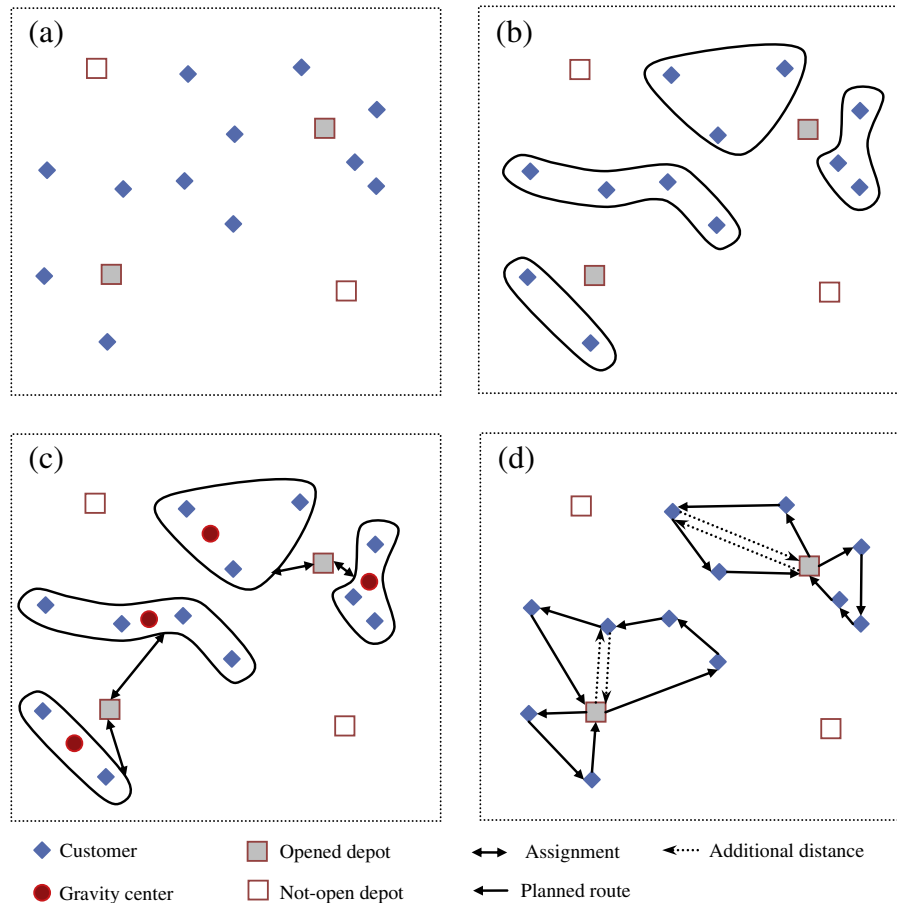 (a)
(b)
(c)
(d)
Customer
Opened depot
Assignment
Additional distance
Gravity center
Not-open depot
Planned route